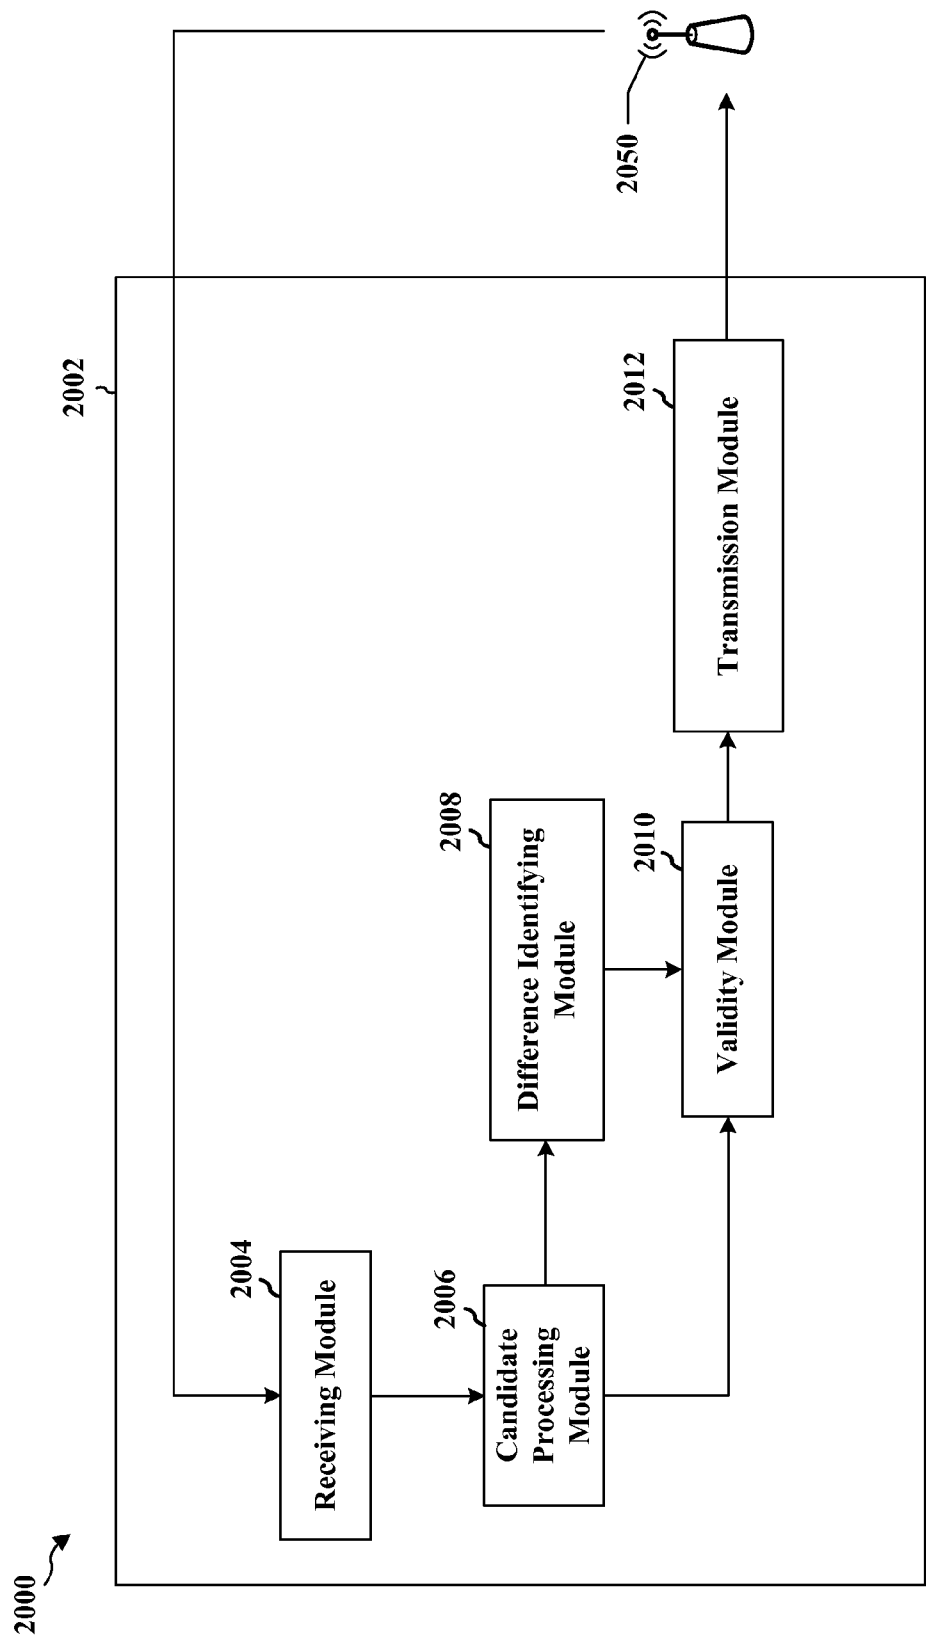 2000
2002
2050
2004
Receiving Module
2006
Candidate
Processing
Module
2008
Difference Identifying
Module
2010
Validity Module
2012
Transmission Module